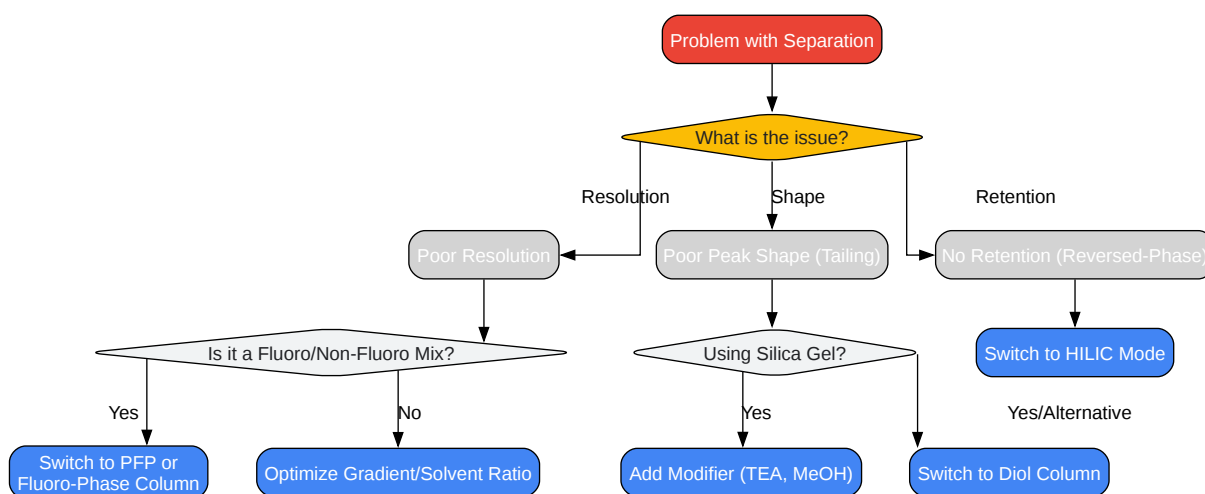 Problem with Separation
What is the issue?
Resolution
Shape
Retention
Poor Resolution
Poor Peak Shape (Tailing)
No Retention (Reversed-Phase)
Is it a Fluoro/Non-Fluoro Mix?
Using Silica Gel?
Switch to HILIC Mode
Yes
No
Yes
Yes/Alternative
Switch to PFP or
Fluoro-Phase Column
Optimize Gradient/Solvent Ratio
Add Modifier (TEA, MeOH)
Switch to Diol Column